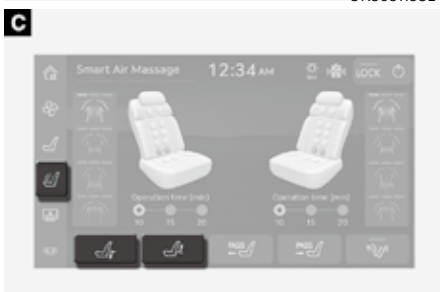 C
Smart Air Massage 12:34 AM LOCK
Operation time [min] Operation time [min]
10 15 20 10 15 20
PASS PASS